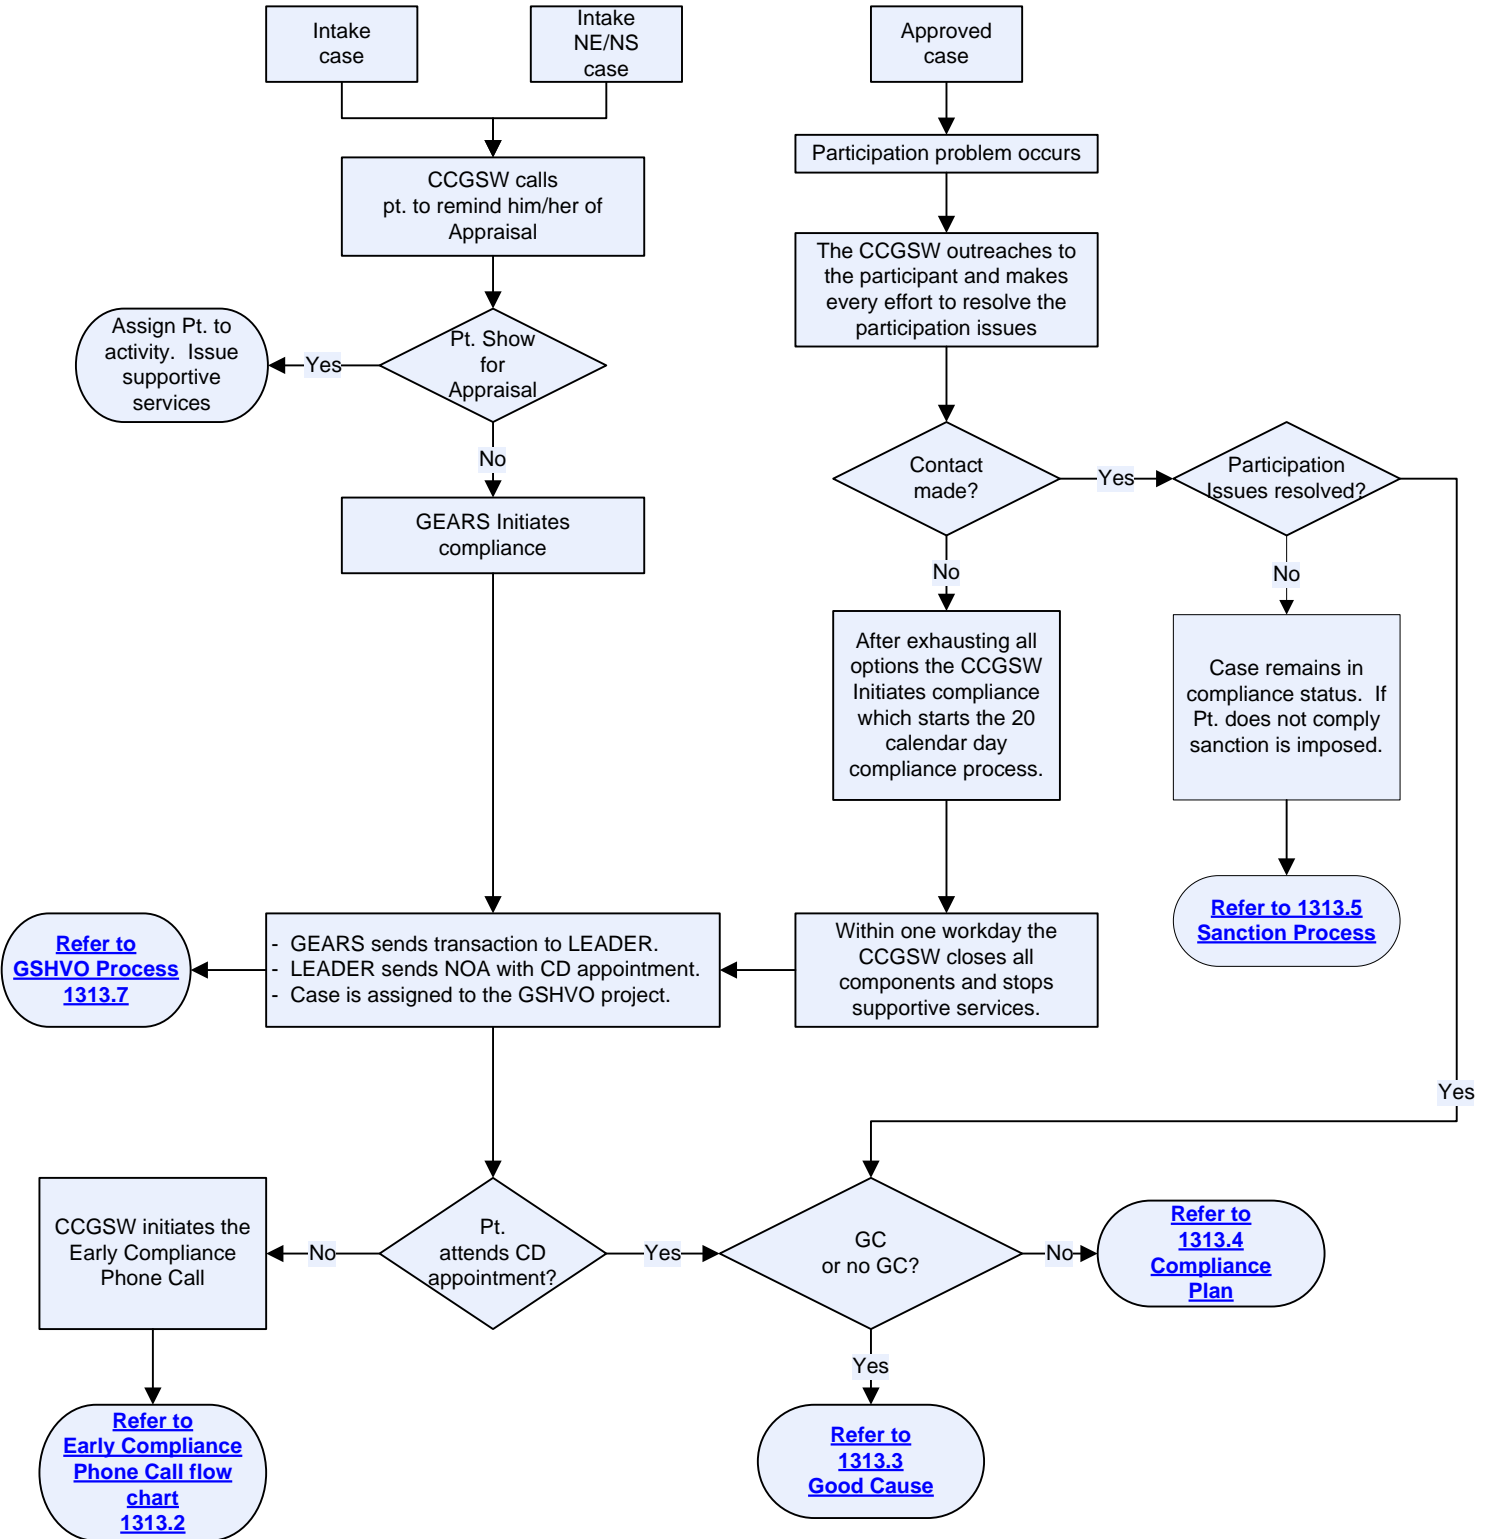 Intake
case
Intake
NE/NS
case
Approved
case
Participation problem occurs
CCGSW calls
pt. to remind him/her of
Appraisal
The CCGSW outreaches to
the participant and makes
every effort to resolve the
participation issues
Assign Pt. to
activity.  Issue
supportive
services
Yes
Pt. Show
for
Appraisal
No
Contact
made?
Yes
Participation
Issues resolved?
GEARS Initiates
compliance
No
No
After exhausting all
options the CCGSW
Initiates compliance
which starts the 20
calendar day
compliance process.
Case remains in
compliance status.  If
Pt. does not comply
sanction is imposed.
Refer to 1313.5
Sanction Process
Refer to
GSHVO Process
1313.7
-  GEARS sends transaction to LEADER.
-  LEADER sends NOA with CD appointment.
-  Case is assigned to the GSHVO project.
Within one workday the
CCGSW closes all
components and stops
supportive services.
Yes
CCGSW initiates the
Early Compliance
Phone Call
No
Pt.
attends CD
appointment?
Yes
GC
or no GC?
No
Refer to
1313.4
Compliance
Plan
Yes
Refer to
Early Compliance
Phone Call flow
chart
1313.2
Refer to
1313.3
Good Cause